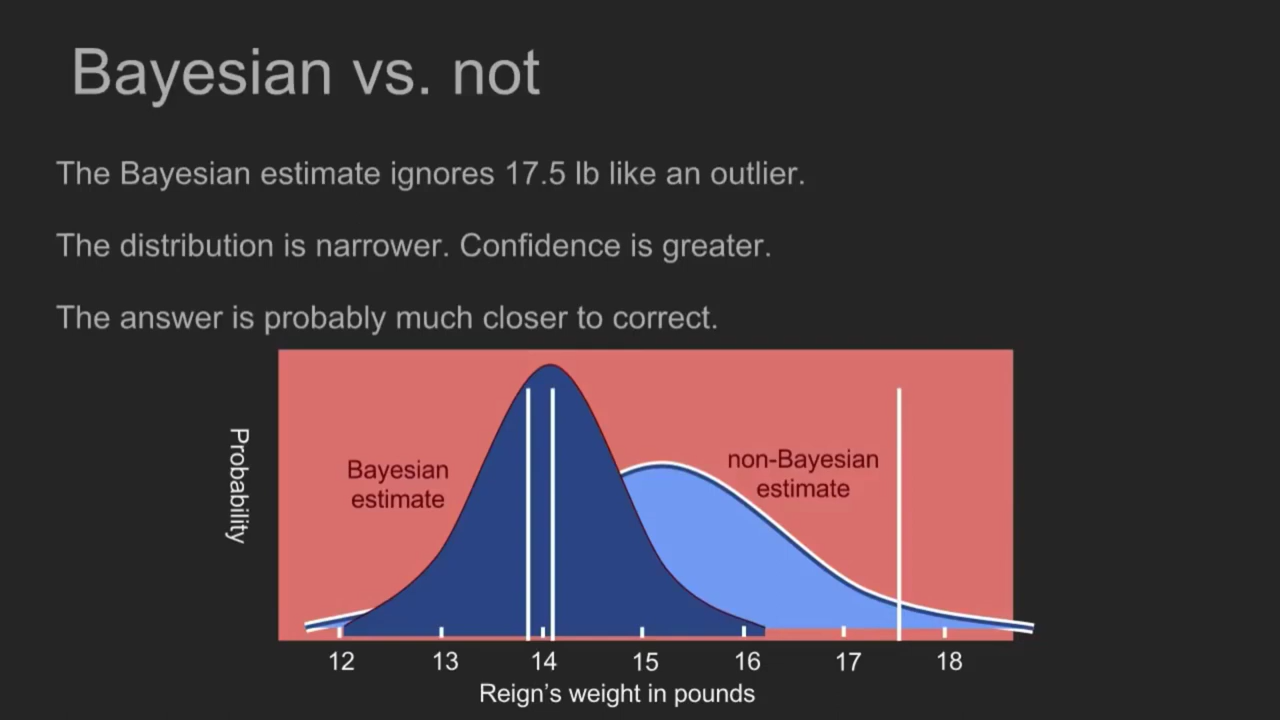 Bayesian vs. not
The Bayesian estimate ignores 17.5 lb like an outlier.
The distribution is narrower. Confidence is greater.
The answer is probably much closer to correct.
Probability
Bayesian
estimate
non-Bayesian
estimate
12 13 14 15 16 17 18
Reign’s weight in pounds